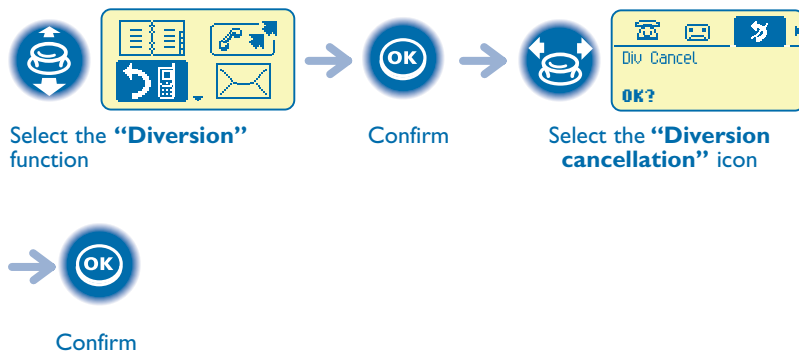 OK
Div Cancel
OK?
Select the “Diversion”
function
Confirm
Select the “Diversion
cancellation” icon
OK
Confirm